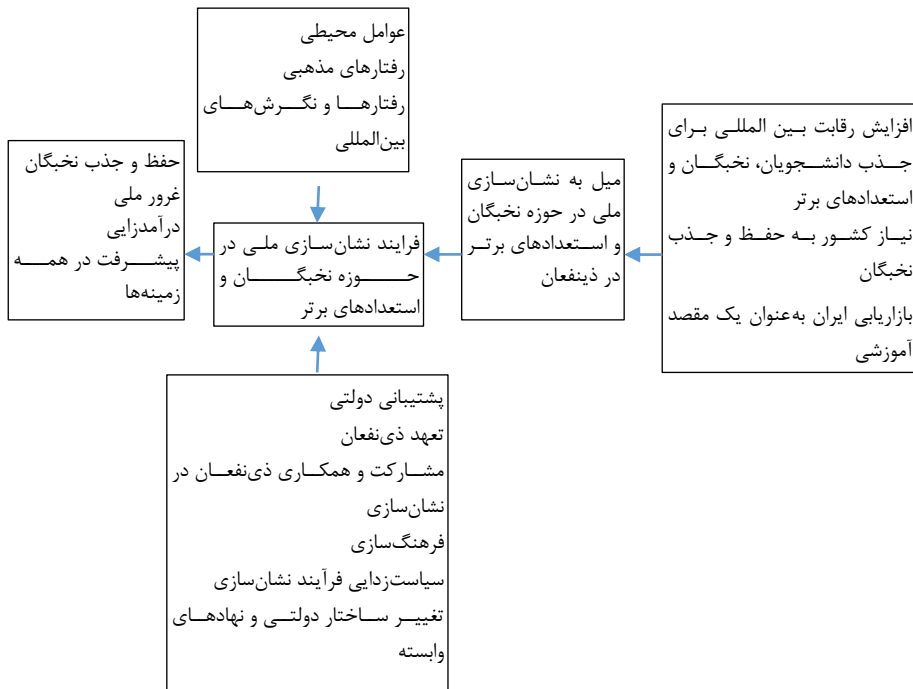 عوامل محیطی
رفتارهای مذهبی
رفتارها و نگرش‌های
بین‌المللی
افزایش رقابت بین المللی برای
جذب دانشجویان، نخبگان و
استعدادهای برتر
نیاز کشور به حفظ و جذب
نخبگان
بازاریابی ایران به‌عنوان یک مقصد
آموزشی
میل به نشان‌سازی
ملی در حوزه نخبگان
و استعدادهای برتر
در ذینفعان
فرایند نشان‌سازی ملی در
حوزه نخبگان و
استعدادهای برتر
حفظ و جذب نخبگان
غرور ملی
درآمدزایی
پیشرفت در همه
زمینه‌ها
پشتیبانی دولتی
تعهد ذی‌نفعان
مشارکت و همکاری ذی‌نفعان در
نشان‌سازی
فرهنگ‌سازی
سیاست‌زدایی فرآیند نشان‌سازی
تغییر ساختار دولتی و نهادهای
وابسته